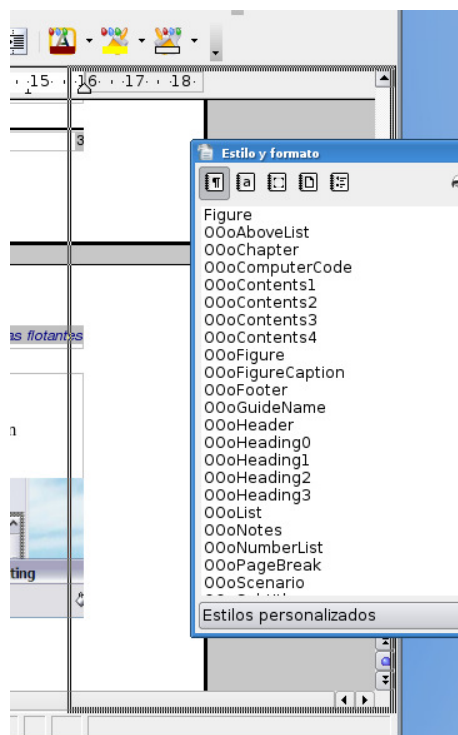 ·15· · ·16· · ·17· · ·18·
3
Estilo y formato
Figure
OOoAboveList
OOoChapter
OOoComputerCode
OOoContents1
OOoContents2
OOoContents3
OOoContents4
OOoFigure
OOoFigureCaption
OOoFooter
OOoGuideName
OOoHeader
OOoHeading0
OOoHeading1
OOoHeading2
OOoHeading3
OOoList
OOoNotes
OOoNumberList
OOoPageBreak
OOoScenario
Estilos personalizados
as flotantes
n
ting